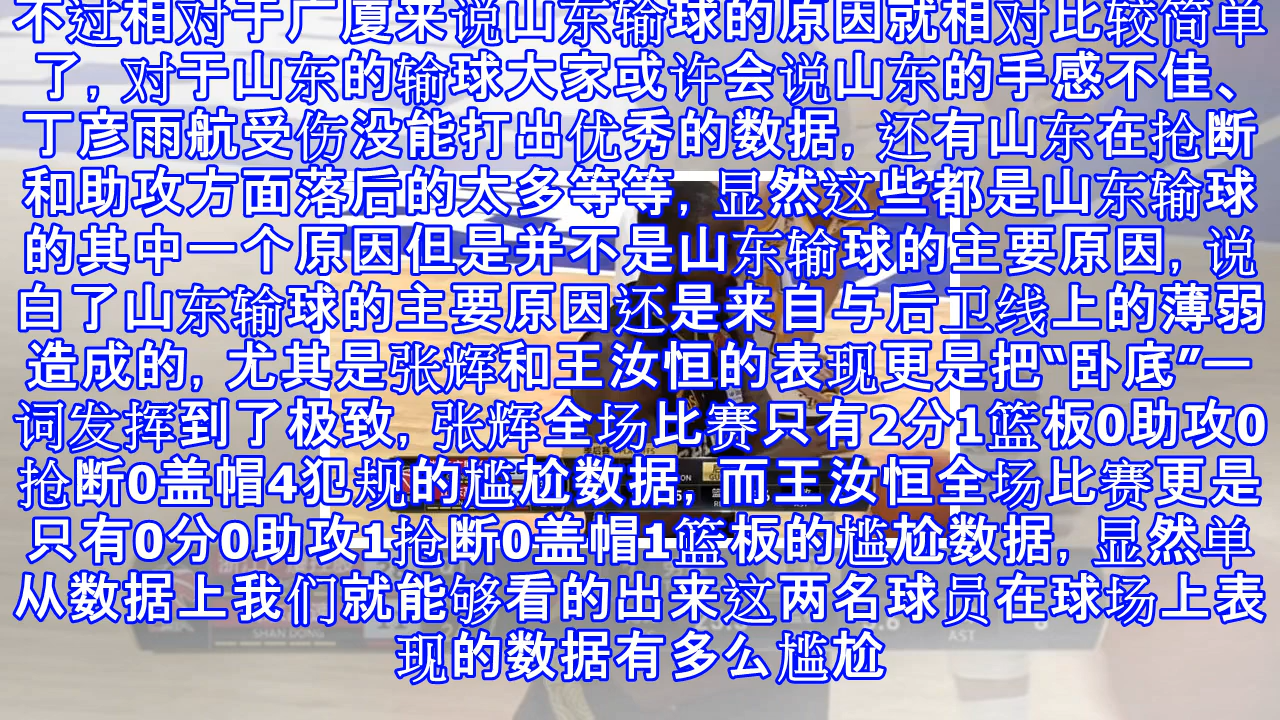 不过相对于广厦来说山东输球的原因就相对比较简单
了, 对于山东的输球大家或许会说山东的手感不佳、
丁彦雨航受伤没能打出优秀的数据, 还有山东在抢断
和助攻方面落后的太多等等, 显然这些都是山东输球
的其中一个原因但是并不是山东输球的主要原因, 说
白了山东输球的主要原因还是来自与后卫线上的薄弱
造成的, 尤其是张辉和王汝恒的表现更是把“卧底”一
词发挥到了极致, 张辉全场比赛只有2分1篮板0助攻0
抢断0盖帽4犯规的尴尬数据, 而王汝恒全场比赛更是
只有0分0助攻1抢断0盖帽1篮板的尴尬数据, 显然单
从数据上我们就能够看的出来这两名球员在球场上表
SHAN DONG
AST
现的数据有多么尴尬